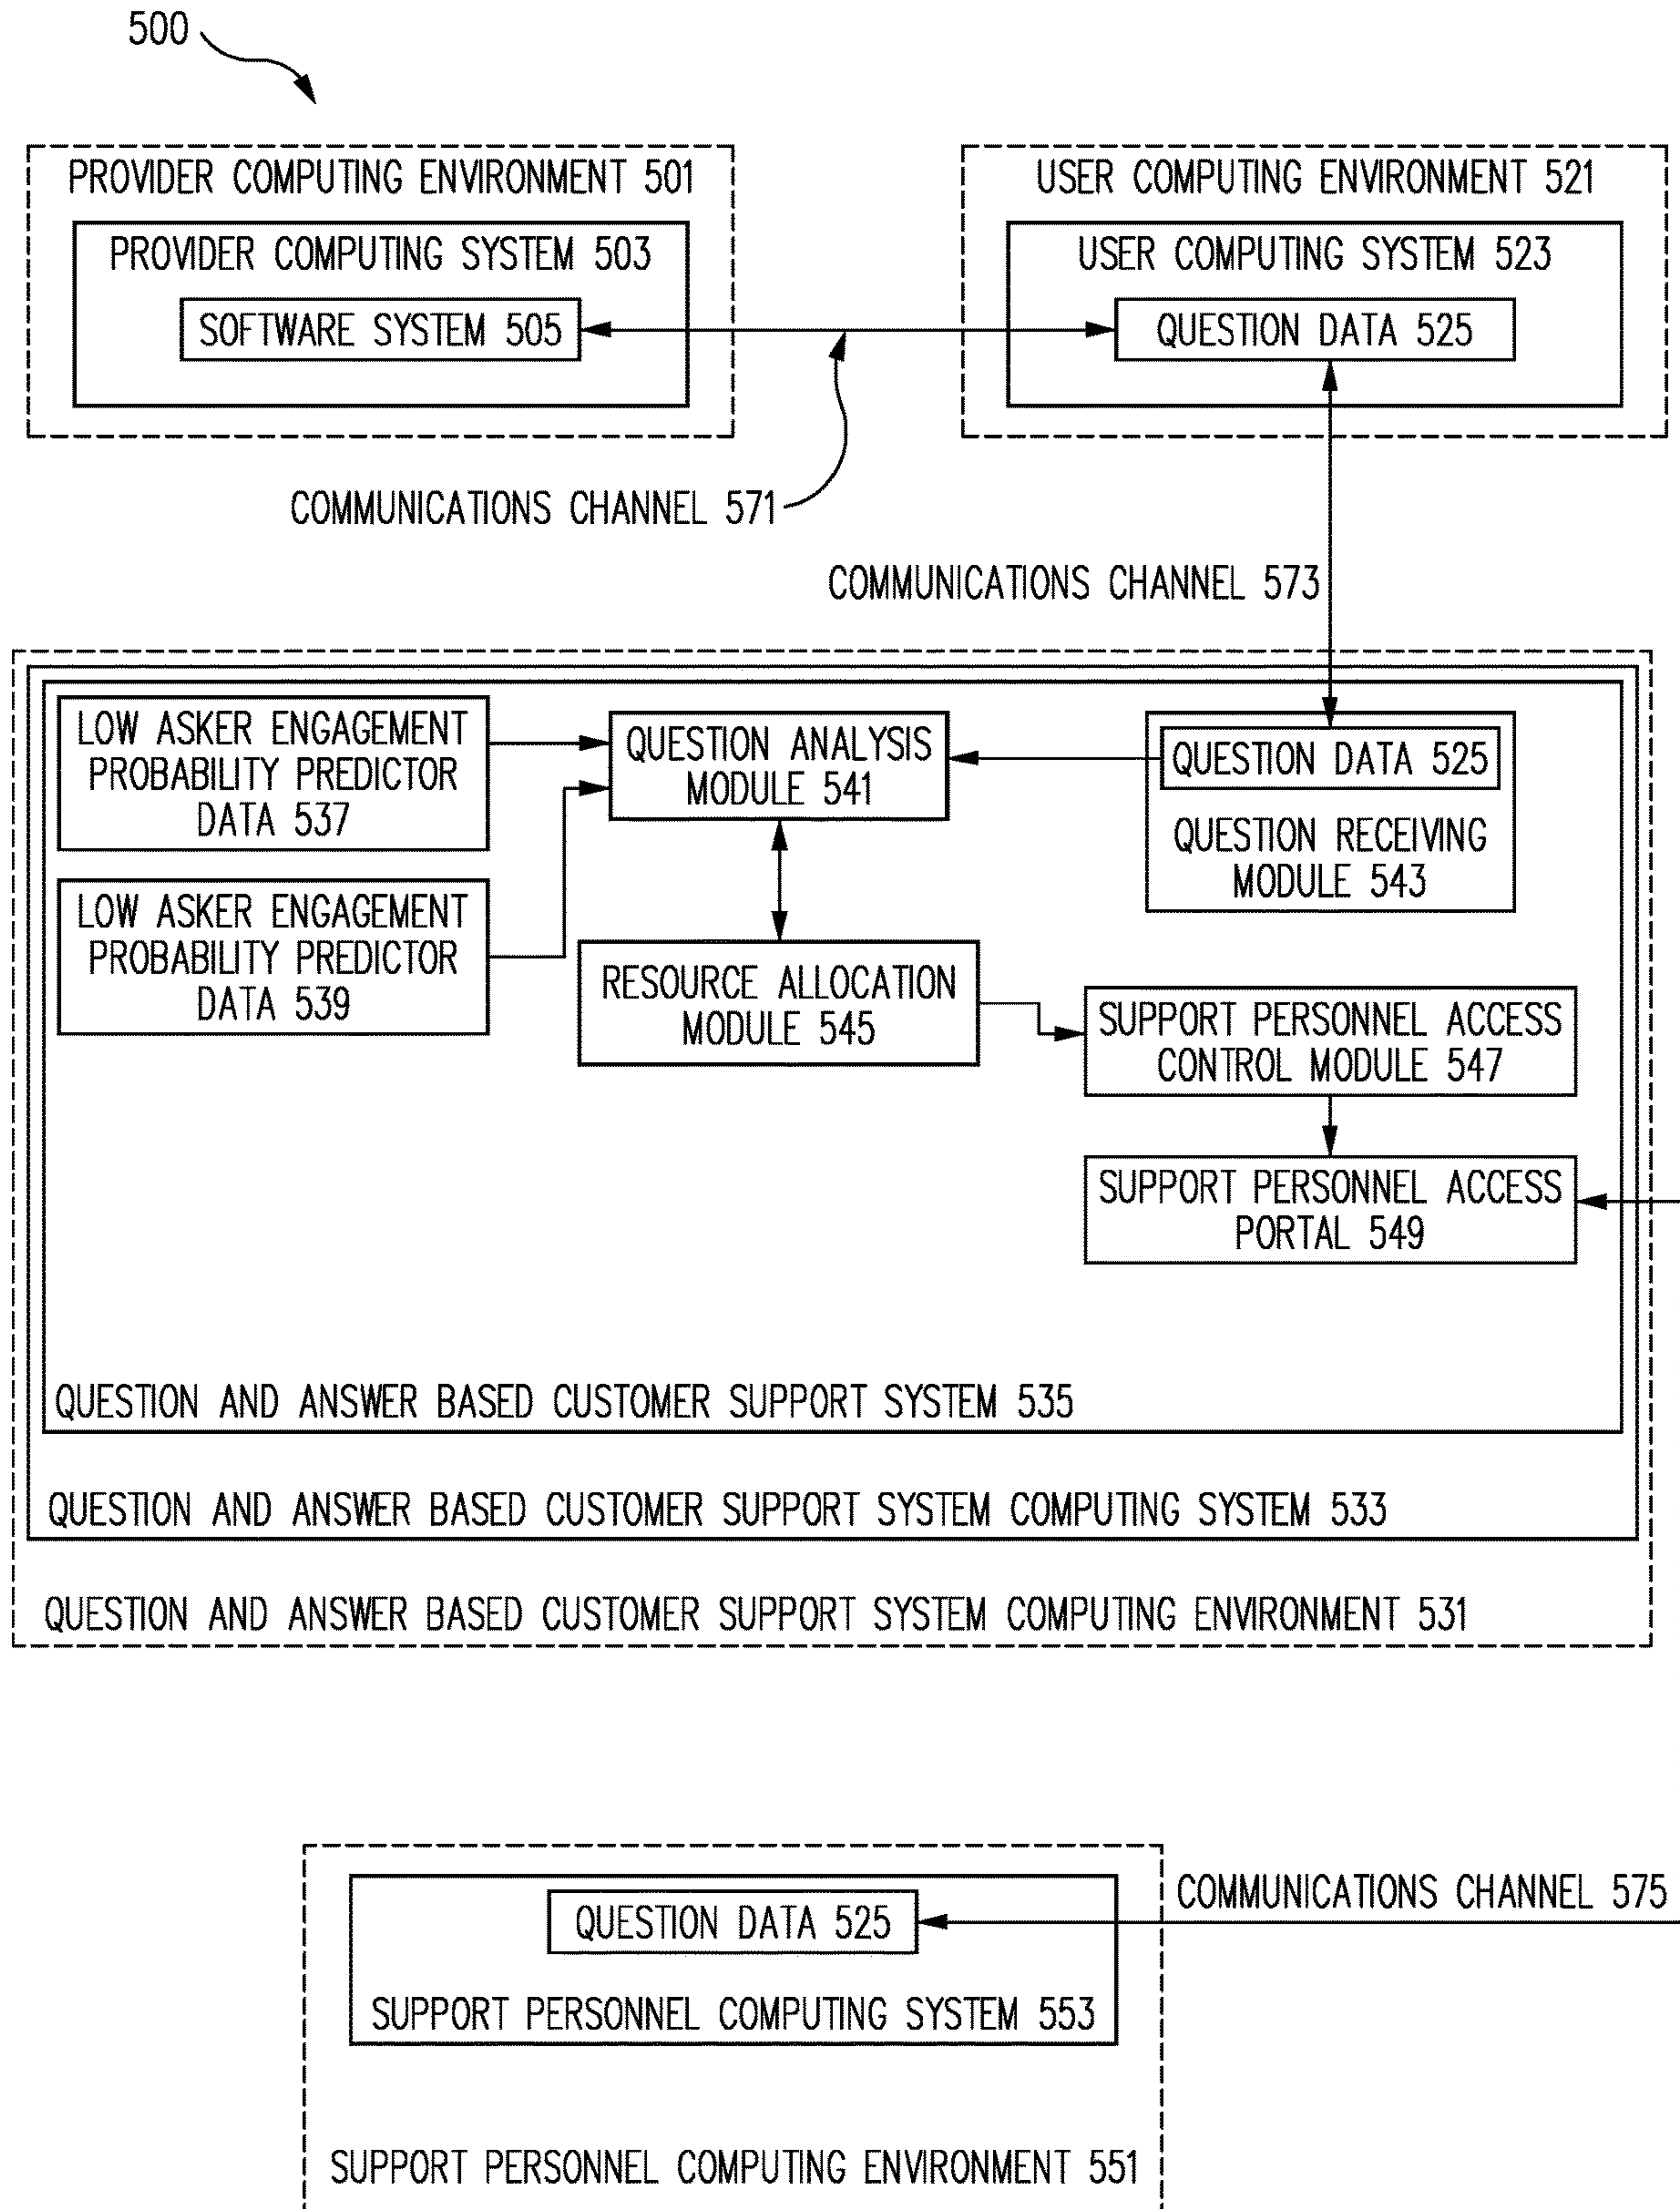 500
PROVIDER COMPUTING ENVIRONMENT 501
PROVIDER COMPUTING SYSTEM 503
SOFTWARE SYSTEM 505
USER COMPUTING ENVIRONMENT 521
USER COMPUTING SYSTEM 523
QUESTION DATA 525
COMMUNICATIONS CHANNEL 571
COMMUNICATIONS CHANNEL 573
LOW ASKER ENGAGEMENT
PROBABILITY PREDICTOR
DATA 537
QUESTION ANALYSIS
MODULE 541
QUESTION DATA 525
QUESTION RECEIVING
MODULE 543
LOW ASKER ENGAGEMENT
PROBABILITY PREDICTOR
DATA 539
RESOURCE ALLOCATION
MODULE 545
SUPPORT PERSONNEL ACCESS
CONTROL MODULE 547
SUPPORT PERSONNEL ACCESS
PORTAL 549
QUESTION AND ANSWER BASED CUSTOMER SUPPORT SYSTEM 535
QUESTION AND ANSWER BASED CUSTOMER SUPPORT SYSTEM COMPUTING SYSTEM 533
QUESTION AND ANSWER BASED CUSTOMER SUPPORT SYSTEM COMPUTING ENVIRONMENT 531
COMMUNICATIONS CHANNEL 575
QUESTION DATA 525
SUPPORT PERSONNEL COMPUTING SYSTEM 553
SUPPORT PERSONNEL COMPUTING ENVIRONMENT 551